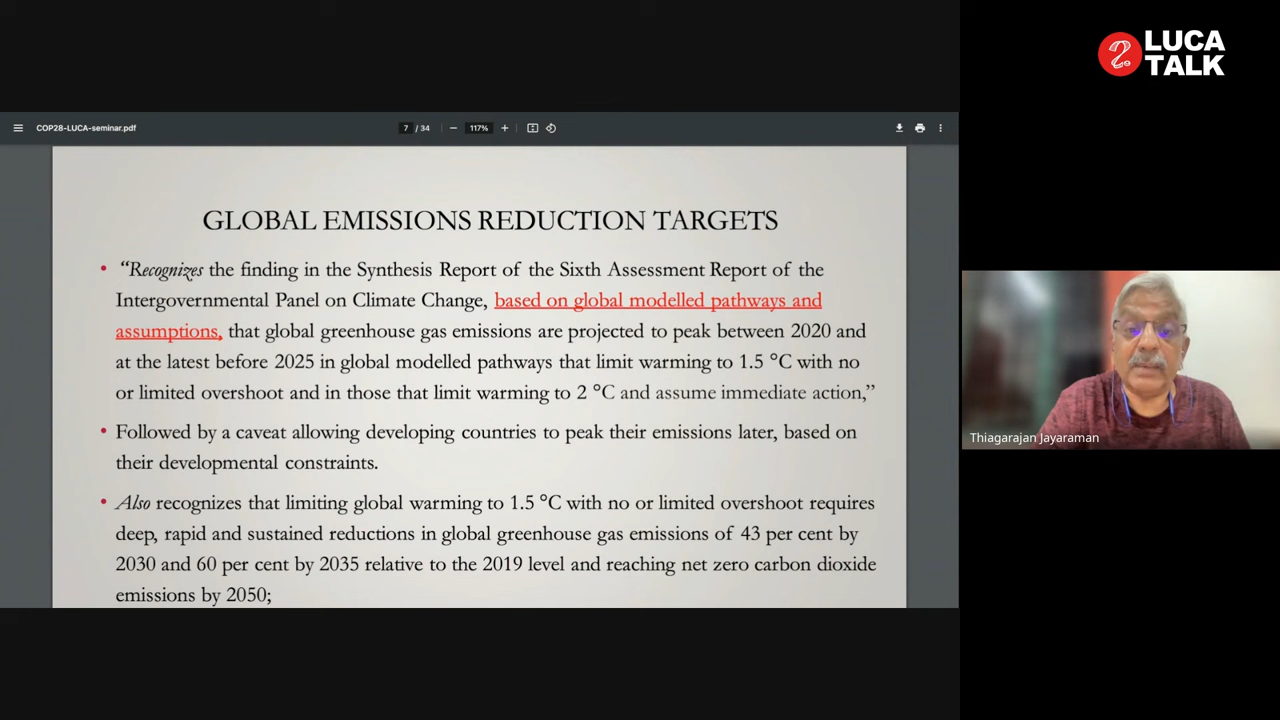 LUCA
TALK
COP28-LUCA-seminar.pdf
7 / 34
117%
GLOBAL EMISSIONS REDUCTION TARGETS
• “Recognizes the finding in the Synthesis Report of the Sixth Assessment Report of the
Intergovernmental Panel on Climate Change, based on global modelled pathways and
assumptions, that global greenhouse gas emissions are projected to peak between 2020 and
at the latest before 2025 in global modelled pathways that limit warming to 1.5 °C with no
or limited overshoot and in those that limit warming to 2 °C and assume immediate action,”
• Followed by a caveat allowing developing countries to peak their emissions later, based on
their developmental constraints.
• Also recognizes that limiting global warming to 1.5 °C with no or limited overshoot requires
deep, rapid and sustained reductions in global greenhouse gas emissions of 43 per cent by
2030 and 60 per cent by 2035 relative to the 2019 level and reaching net zero carbon dioxide
emissions by 2050;
Thiagarajan Jayaraman